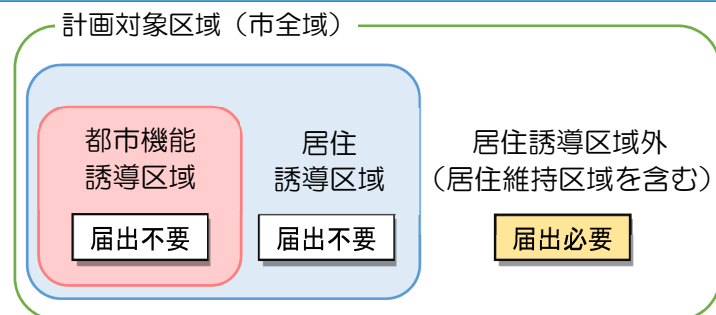 計画対象区域（市全域）
都市機能
誘導区域
届出不要
居住
誘導区域
届出不要
居住誘導区域外
（居住維持区域を含む）
届出必要